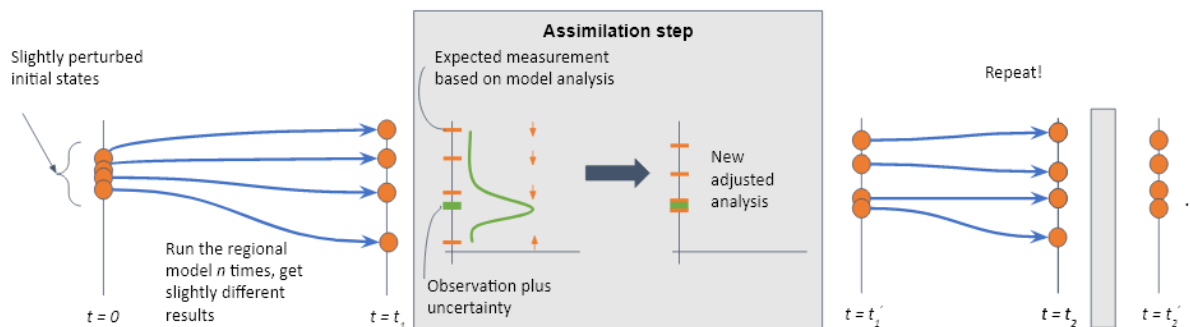 Assimilation step
Slightly perturbed
initial states
Expected measurement
based on model analysis
Repeat!
New
adjusted
analysis
Run the regional
model n times, get
slightly different
results
Observation plus
uncertainty
t = 0
t = t₁
t = t₁´
t = t₂
t = t₂´
.